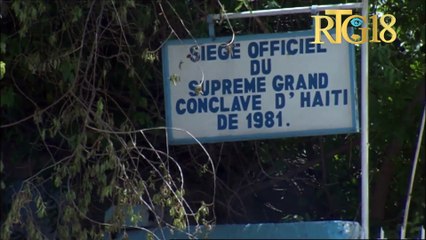 RTG18
SIEGE OFFICIEL
DU
SUPREME GRAND
CONCLAVE D'HAITI
DE 1981.